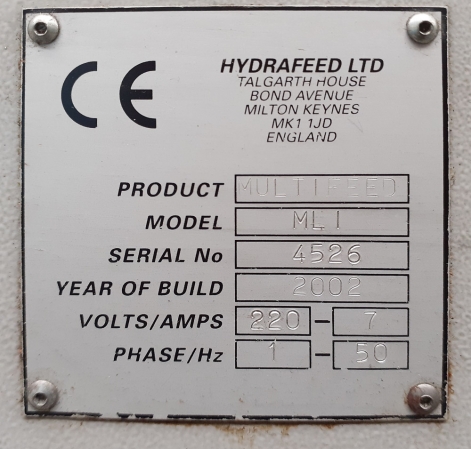 CE
HYDRAFEED LTD
TALGARTH HOUSE
BOND AVENUE
MILTON KEYNES
MK1 1JD
ENGLAND
PRODUCT MULTIFEED
MODEL MEI
SERIAL No 4526
YEAR OF BUILD 2002
VOLTS/AMPS 220 - 7
PHASE/Hz 1 - 50